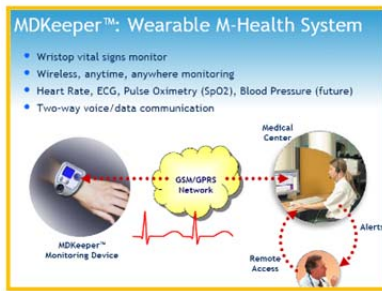 MDKeeper™: Wearable M-Health System
Wristop vital signs monitor
Wireless, anytime, anywhere monitoring
Heart Rate, ECG, Pulse Oximetry (SpO2), Blood Pressure (future)
Two-way voice/data communication
Medical
Center
GSM/GPRS
Network
Alerts
MDKeeper™
Monitoring Device
Remote
Access